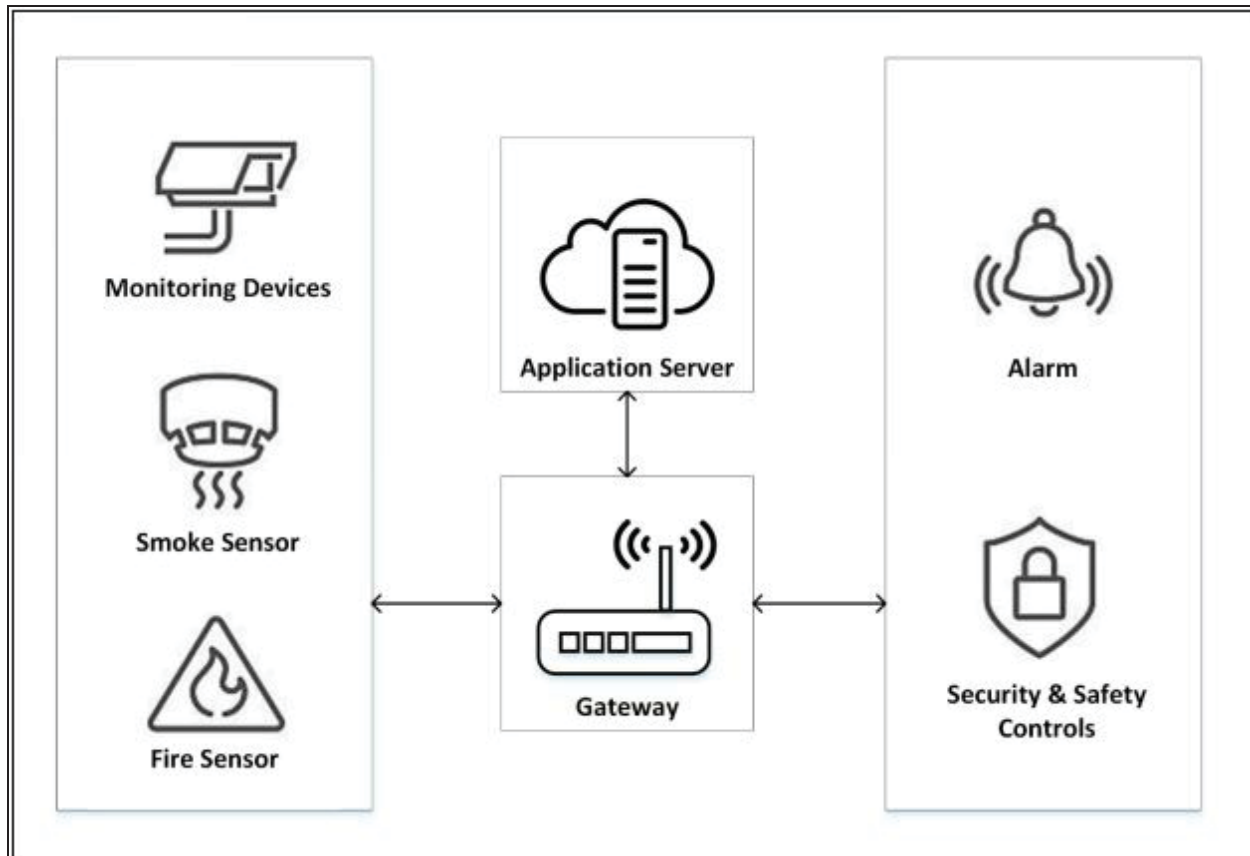 Monitoring Devices
Smoke Sensor
Fire Sensor
Application Server
Gateway
Alarm
Security & Safety
Controls